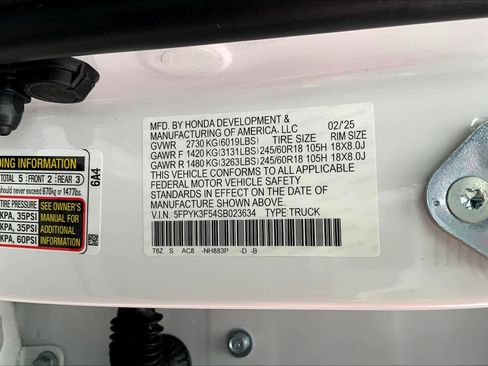 MFD. BY HONDA DEVELOPMENT & 02/'25
MANUFACTURING OF AMERICA, LLC
GVWR 2730 KG(6019LBS) TIRE SIZE RIM SIZE
GAWR F 1420 KG(3131LBS) 245/60R18 105H 18X8.0J
GAWR R 1480 KG(3263LBS) 245/60R18 105H 18X8.0J
THIS VEHICLE CONFORMS TO ALL APPLICABLE
FEDERAL MOTOR VEHICLE SAFETY
STANDARDS IN EFFECT ON THE DATE OF
MANUFACTURE SHOWN ABOVE.
V.I.N. 5FPYK3F54SB023634 TYPE TRUCK
T6Z S AC8 -NH883P -D -B
DING INFORMATION
TOTAL 5 : FRONT 2 : REAR 3
should never exceed 670kg or 1477lbs.
6A4
TIRE PRESSURE
KPA, 35PSI
KPA, 35PSI
KPA, 60PSI
SEE OWNER'S
MANUAL FOR
ADDITIONAL
INFORMATION